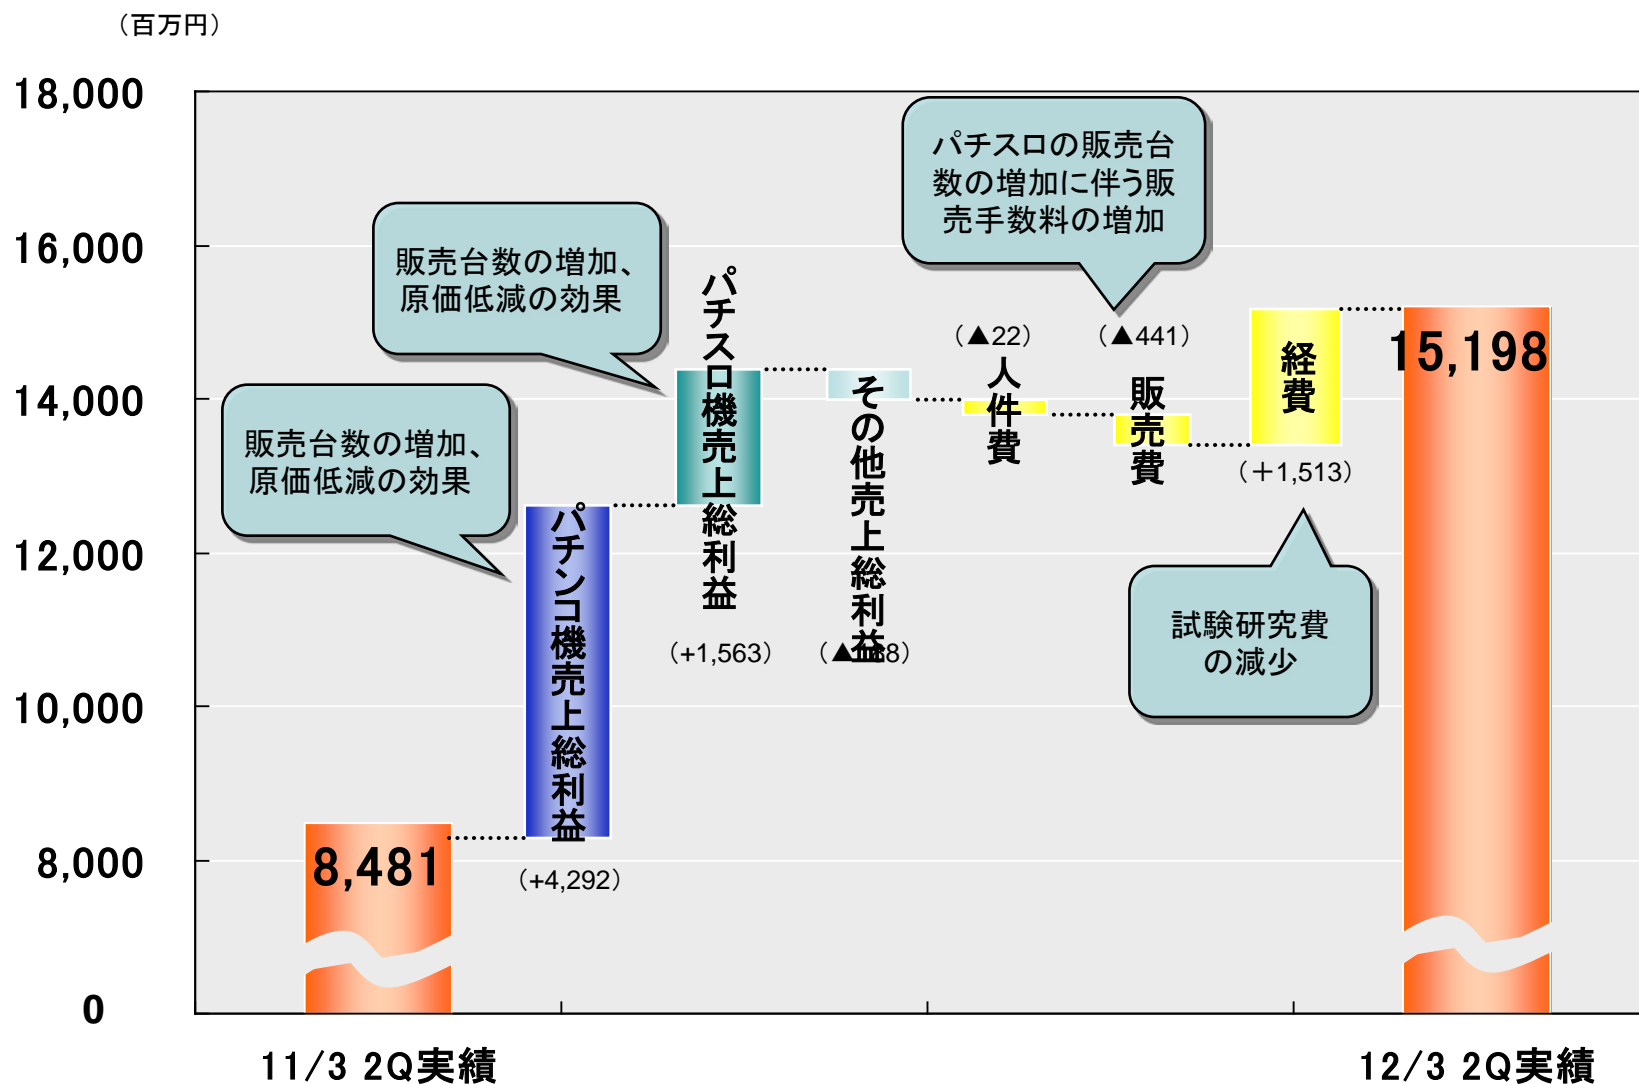 （百万円）
18,000
16,000
14,000
12,000
10,000
8,000
0
販売台数の増加、
原価低減の効果
販売台数の増加、
原価低減の効果
パチスロの販売台
数の増加に伴う販
売手数料の増加
試験研究費
の減少
8,481
パチンコ機売上総利益
（+4,292）
パチスロ機売上総利益
（+1,563）
その他売上総利益
（▲22）
人件費
（▲441）
販売費
経費
（＋1,513）
15,198
11/3 2Q実績
12/3 2Q実績